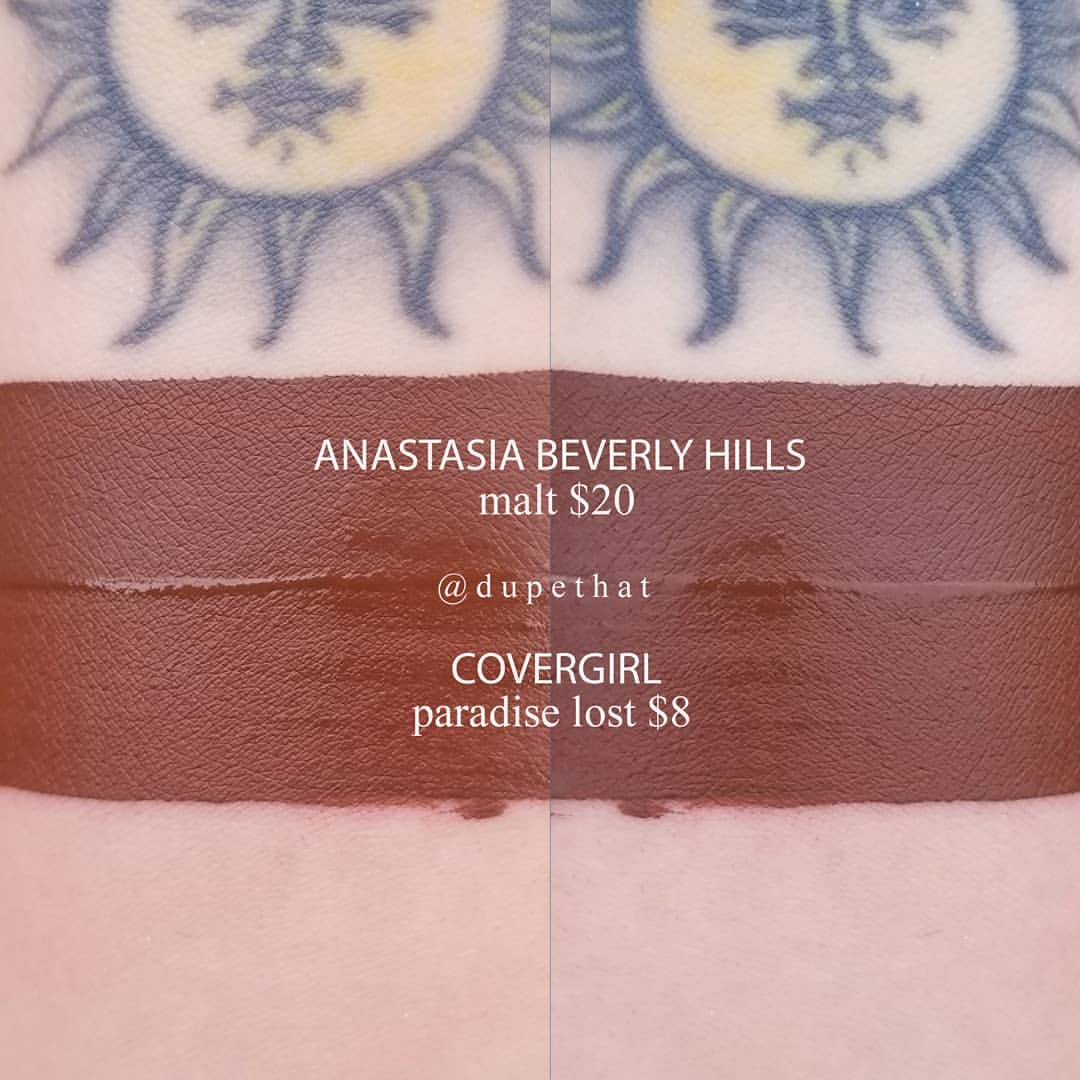 ANASTASIA BEVERLY HILLS
malt $20
@dupethat
COVERGIRL
paradise lost $8